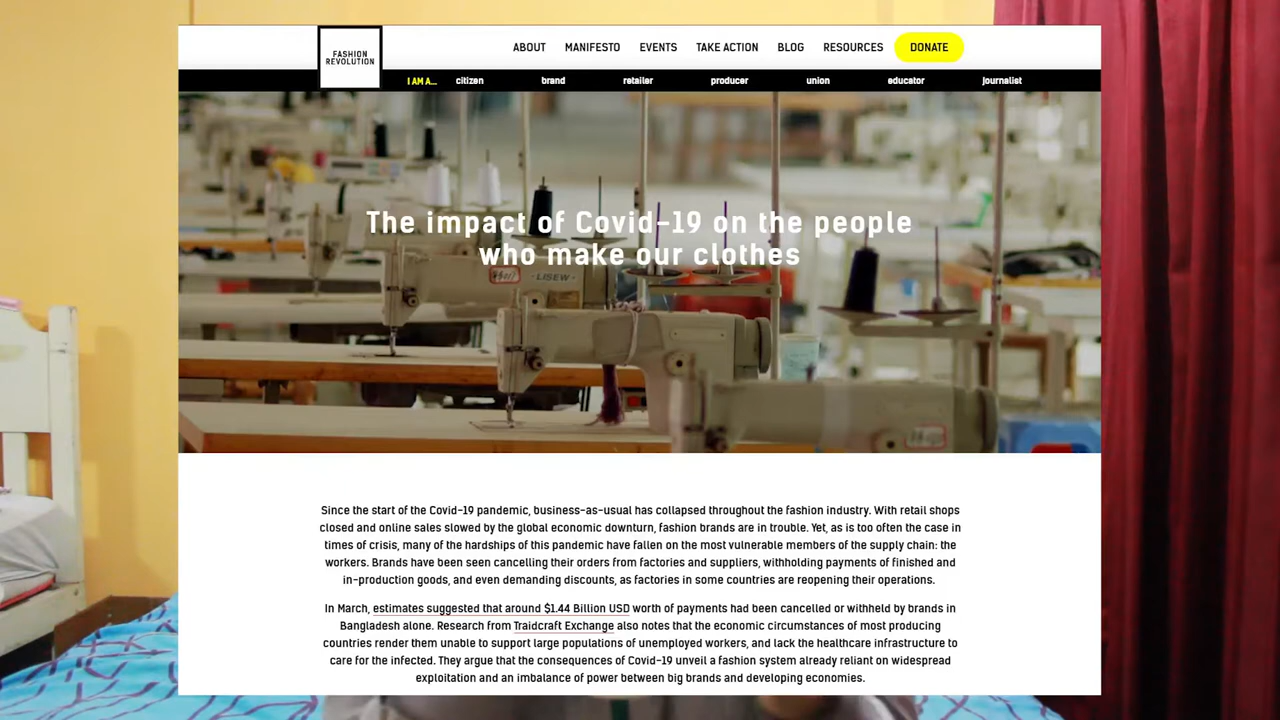 FASHION
REVOLUTION
ABOUT MANIFESTO EVENTS TAKE ACTION BLOG RESOURCES DONATE
I AM A... citizen brand retailer producer union educator journalist
The impact of Covid-19 on the people
who make our clothes
-LISEW-
Since the start of the Covid-19 pandemic, business-as-usual has collapsed throughout the fashion industry. With retail shops
closed and online sales slowed by the global economic downturn, fashion brands are in trouble. Yet, as is too often the case in
times of crisis, many of the hardships of this pandemic have fallen on the most vulnerable members of the supply chain: the
workers. Brands have been seen cancelling their orders from factories and suppliers, withholding payments of finished and
in-production goods, and even demanding discounts, as factories in some countries are reopening their operations.
In March, estimates suggested that around $1.44 Billion USD worth of payments had been cancelled or withheld by brands in
Bangladesh alone. Research from Traidcraft Exchange also notes that the economic circumstances of most producing
countries render them unable to support large populations of unemployed workers, and lack the healthcare infrastructure to
care for the infected. They argue that the consequences of Covid-19 unveil a fashion system already reliant on widespread
exploitation and an imbalance of power between big brands and developing economies.